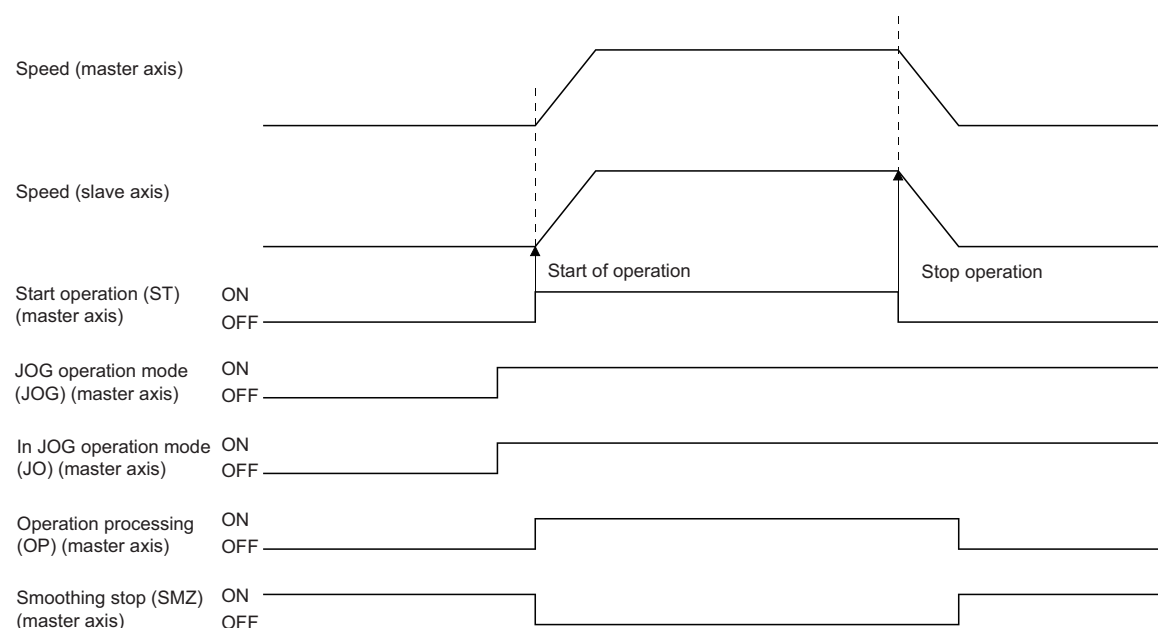 Speed (master axis)
Speed (slave axis)
Start of operation
Stop operation
Start operation (ST)
(master axis)
ON
OFF
JOG operation mode
(JOG) (master axis)
ON
OFF
In JOG operation mode
(JO) (master axis)
ON
OFF
Operation processing
(OP) (master axis)
ON
OFF
Smoothing stop (SMZ)
(master axis)
ON
OFF